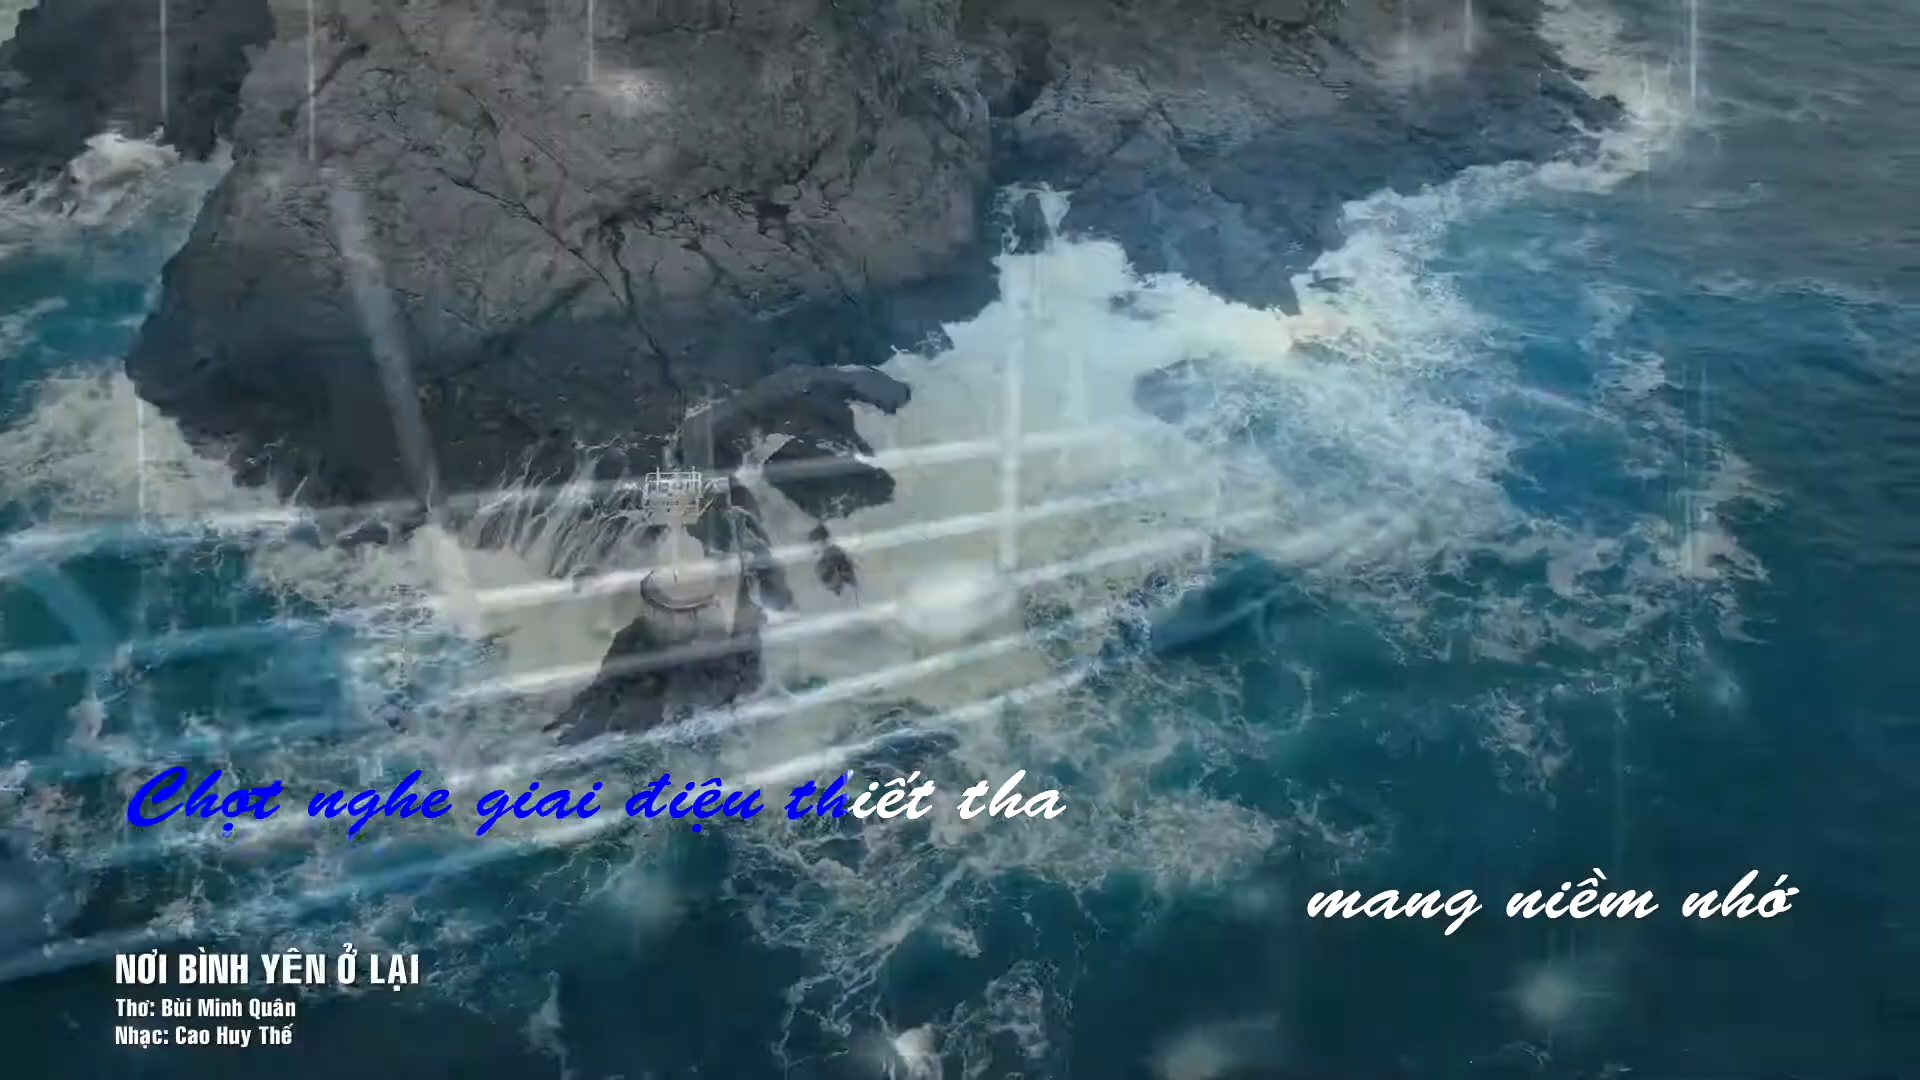 Chợt nghe giai điệu thiết tha
mang niềm nhớ
NƠI BÌNH YÊN Ở LẠI
Thơ: Bùi Minh Quân
Nhạc: Cao Huy Thế